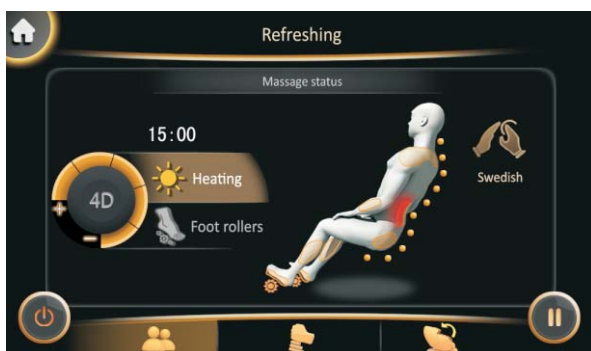 Refreshing
Massage status
15:00
Heating
4D
Foot rollers
Swedish